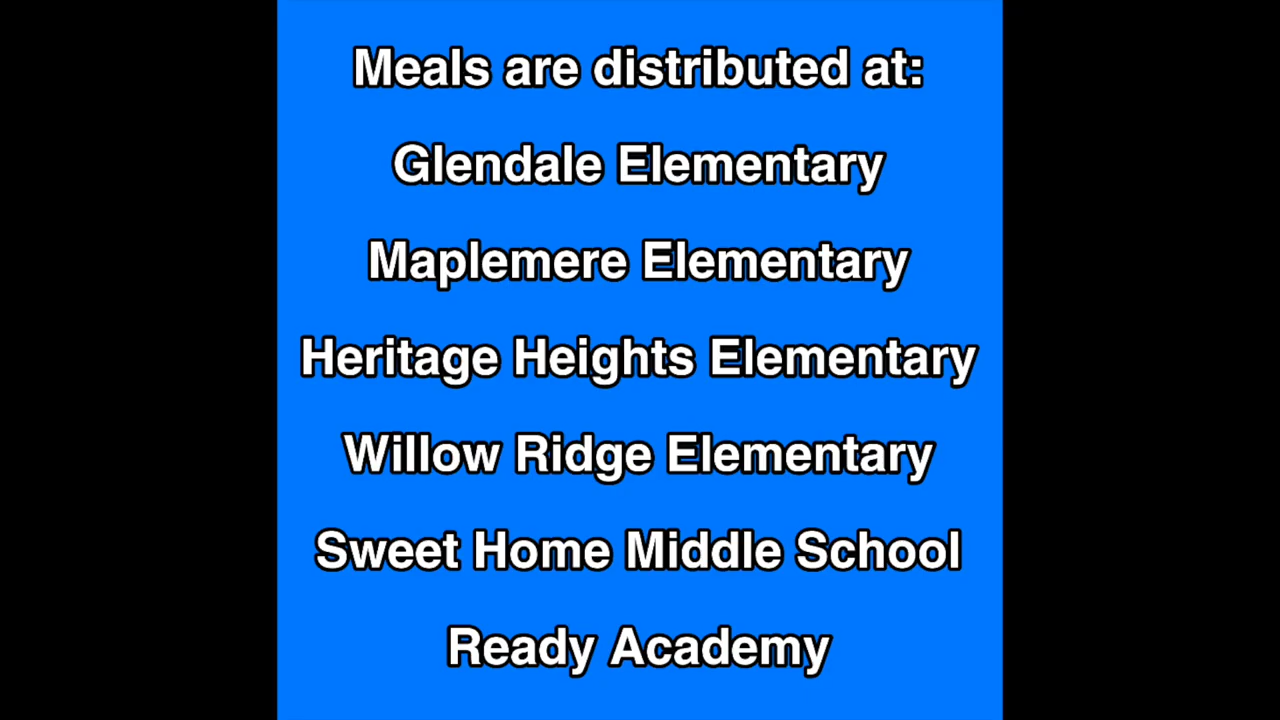 Meals are distributed at:
Glendale Elementary
Maplemere Elementary
Heritage Heights Elementary
Willow Ridge Elementary
Sweet Home Middle School
Ready Academy